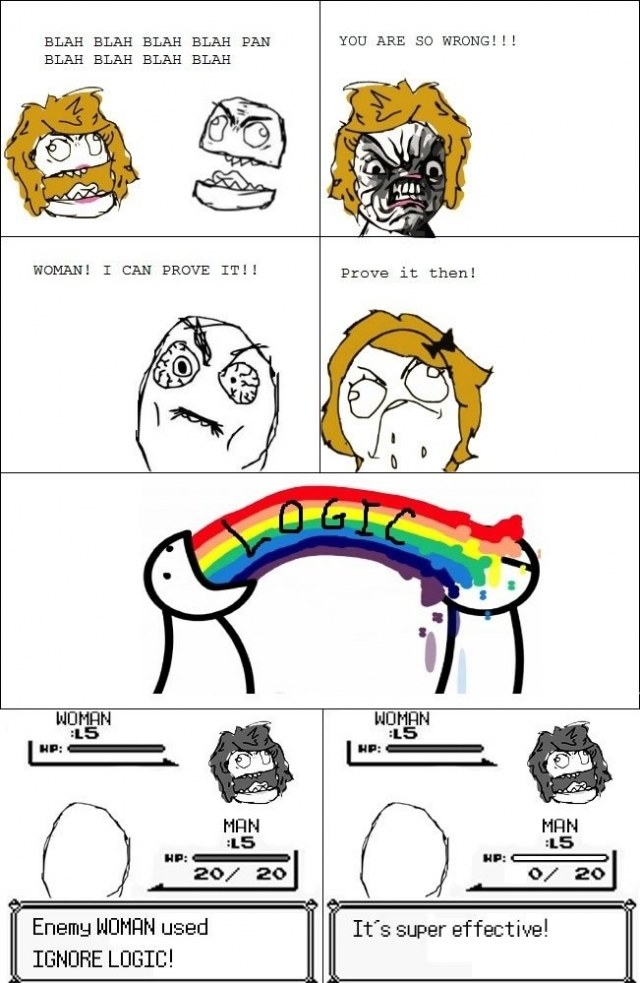 BLAH BLAH BLAH BLAH PAN
BLAH BLAH BLAH BLAH
YOU ARE SO WRONG!!!
WOMAN! I CAN PROVE IT!!
Prove it then!
LOGIC
WOMAN
:L5
HP:
MAN
:L5
HP:
20/ 20
Enemy WOMAN used
IGNORE LOGIC!
WOMAN
:L5
HP:
MAN
:L5
HP:
0/ 20
It´s super effective!